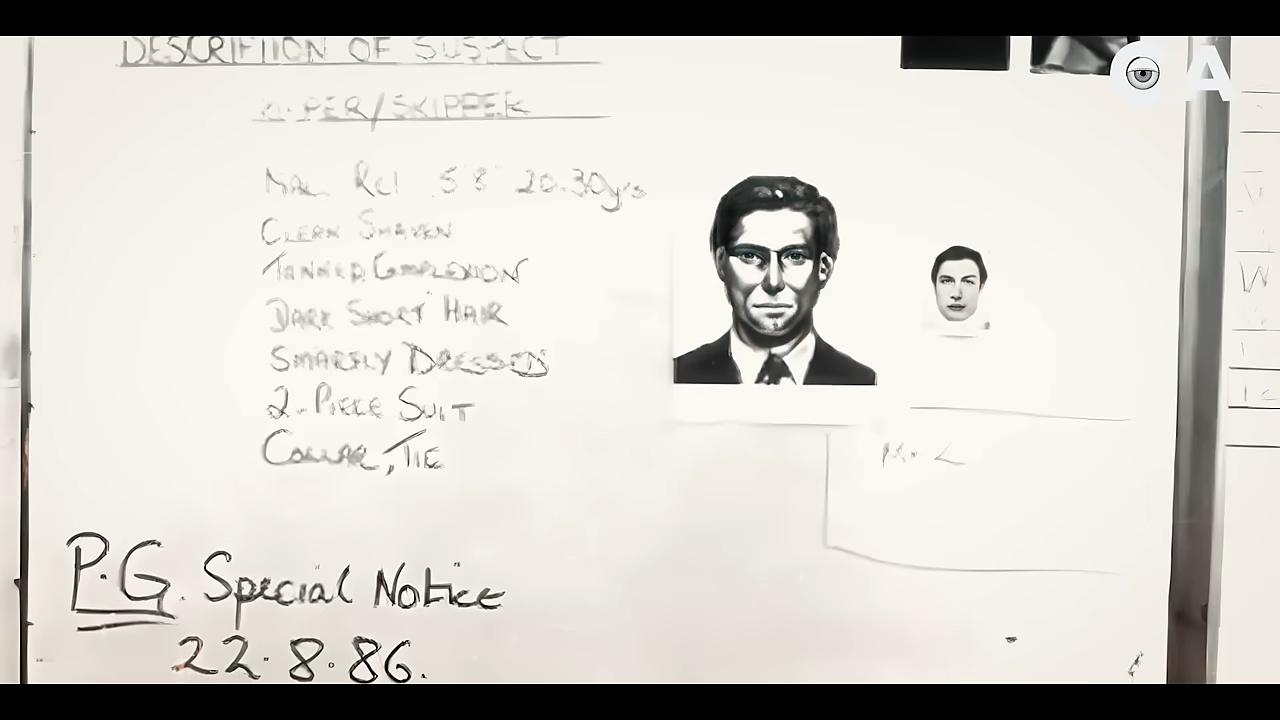 DESCRIPTION OF SUSPECT
KIPPER/SKIPPER
5'8" 20-30yrs
CLEAN SHAVEN
TANNED COMPLEXION
DARK SHORT HAIR
SMARTLY DRESSED
2-PIECE SUIT
COLLAR, TIE
P.G. Special Notice
22.8.86.